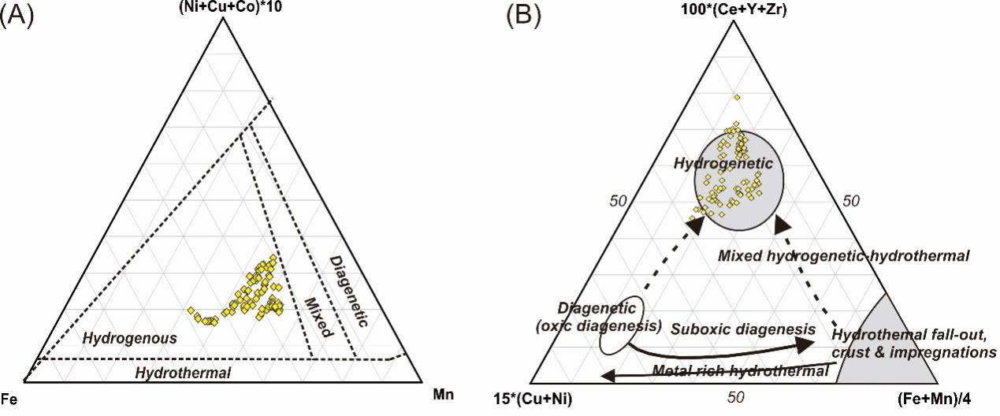 (A)
(Ni+Cu+Co)*10
Diagenetic
Mixed
Hydrogenous
Hydrothermal
Fe
Mn
(B)
100*(Ce+Y+Zr)
Hydrogenetic
50
50
Mixed hydrogenetic-hydrothermal
Diagenetic
(oxic diagenesis)
Suboxic diagenesis
Hydrothemal fall-out,
crust & impregnations
Metal rich hydrothermal
15*(Cu+Ni)
50
(Fe+Mn)/4